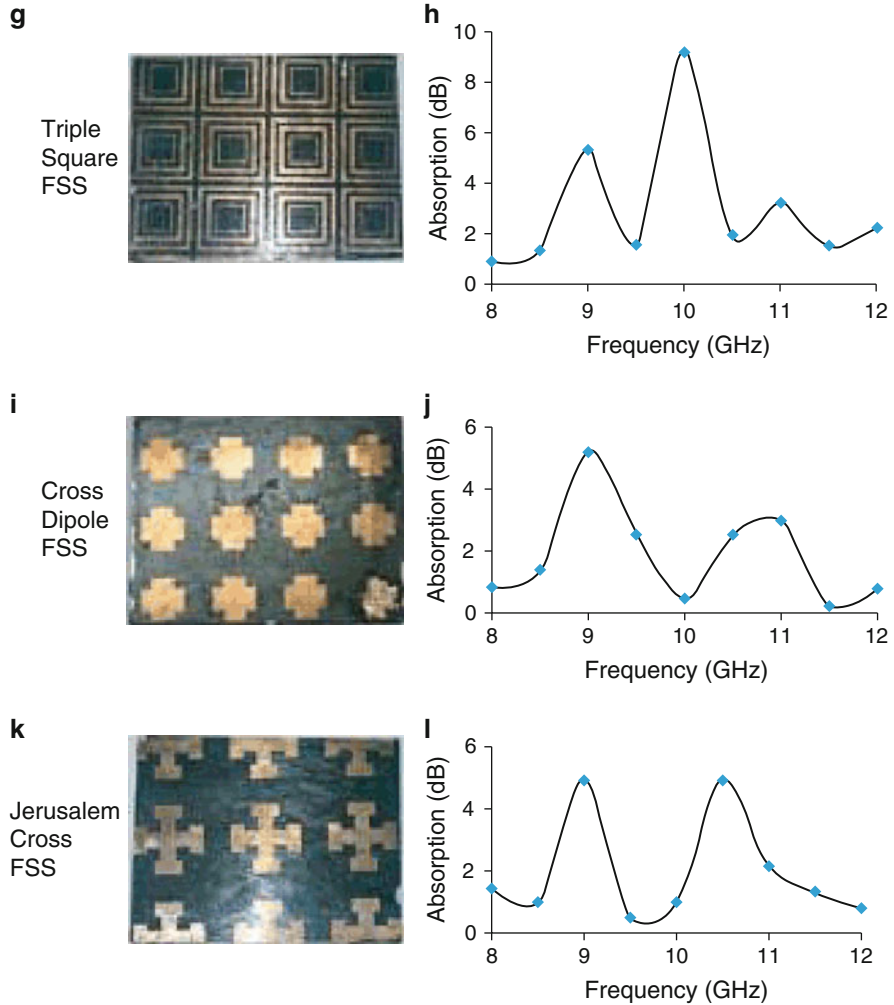 g
Triple
Square
FSS
h
Absorption (dB)
10
8
6
4
2
0
8 9 10 11 12
Frequency (GHz)
i
Cross
Dipole
FSS
j
Absorption (dB)
6
4
2
0
8 9 10 11 12
Frequency (GHz)
k
Jerusalem
Cross
FSS
l
Absorption (dB)
6
4
2
0
8 9 10 11 12
Frequency (GHz)